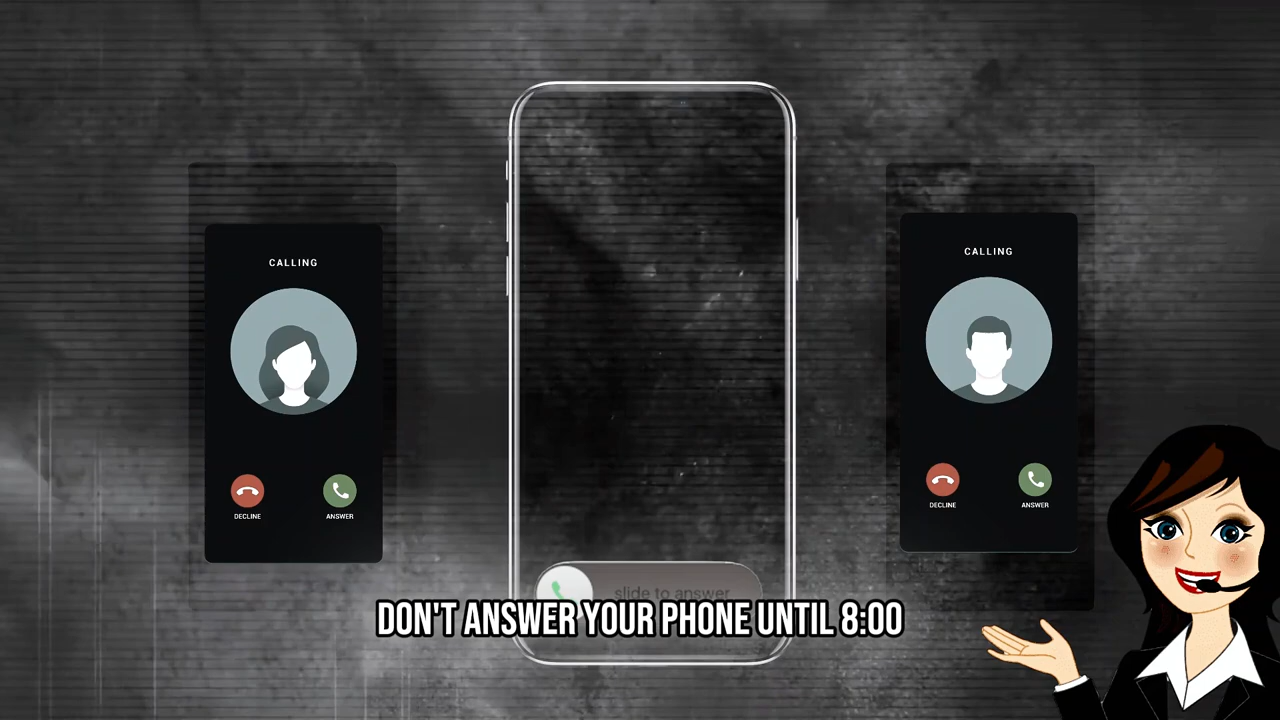 CALLING
DECLINE
ANSWER
CALLING
DECLINE
ANSWER
slide to answer
DON'T ANSWER YOUR PHONE UNTIL 8:00